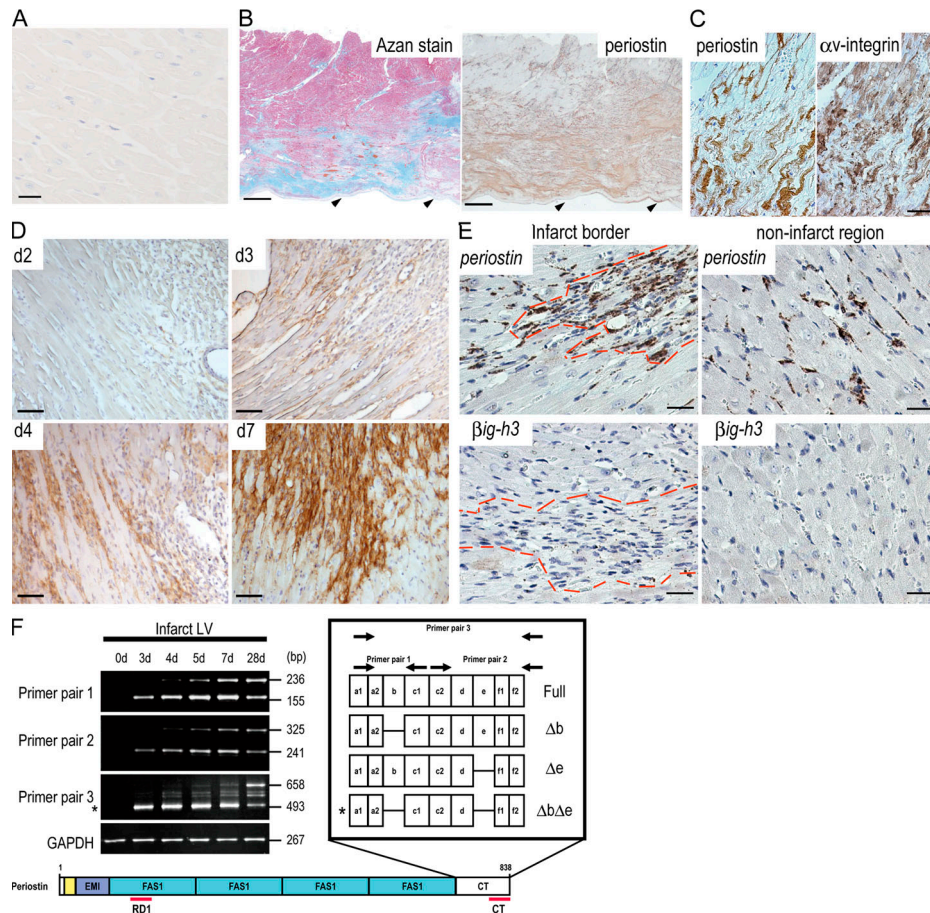 A
B
Azan stain
periostin
C
periostin
αv-integrin
D
d2
d3
d4
d7
E
Infarct border
non-infarct region
periostin
periostin
βig-h3
βig-h3
F
Infarct LV
0d 3d 4d 5d 7d 28d (bp)
Primer pair 1
236
155
Primer pair 2
325
241
Primer pair 3
658
* 493
GAPDH
267
Primer pair 3
Primer pair 1
Primer pair 2
a1 a2 b c1 c2 d e f1 f2 Full
a1 a2 c1 c2 d e f1 f2 Δb
a1 a2 b c1 c2 d f1 f2 Δe
* a1 a2 c1 c2 d f1 f2 ΔbΔe
1
838
Periostin
EMI FAS1 FAS1 FAS1 FAS1 CT
RD1
CT